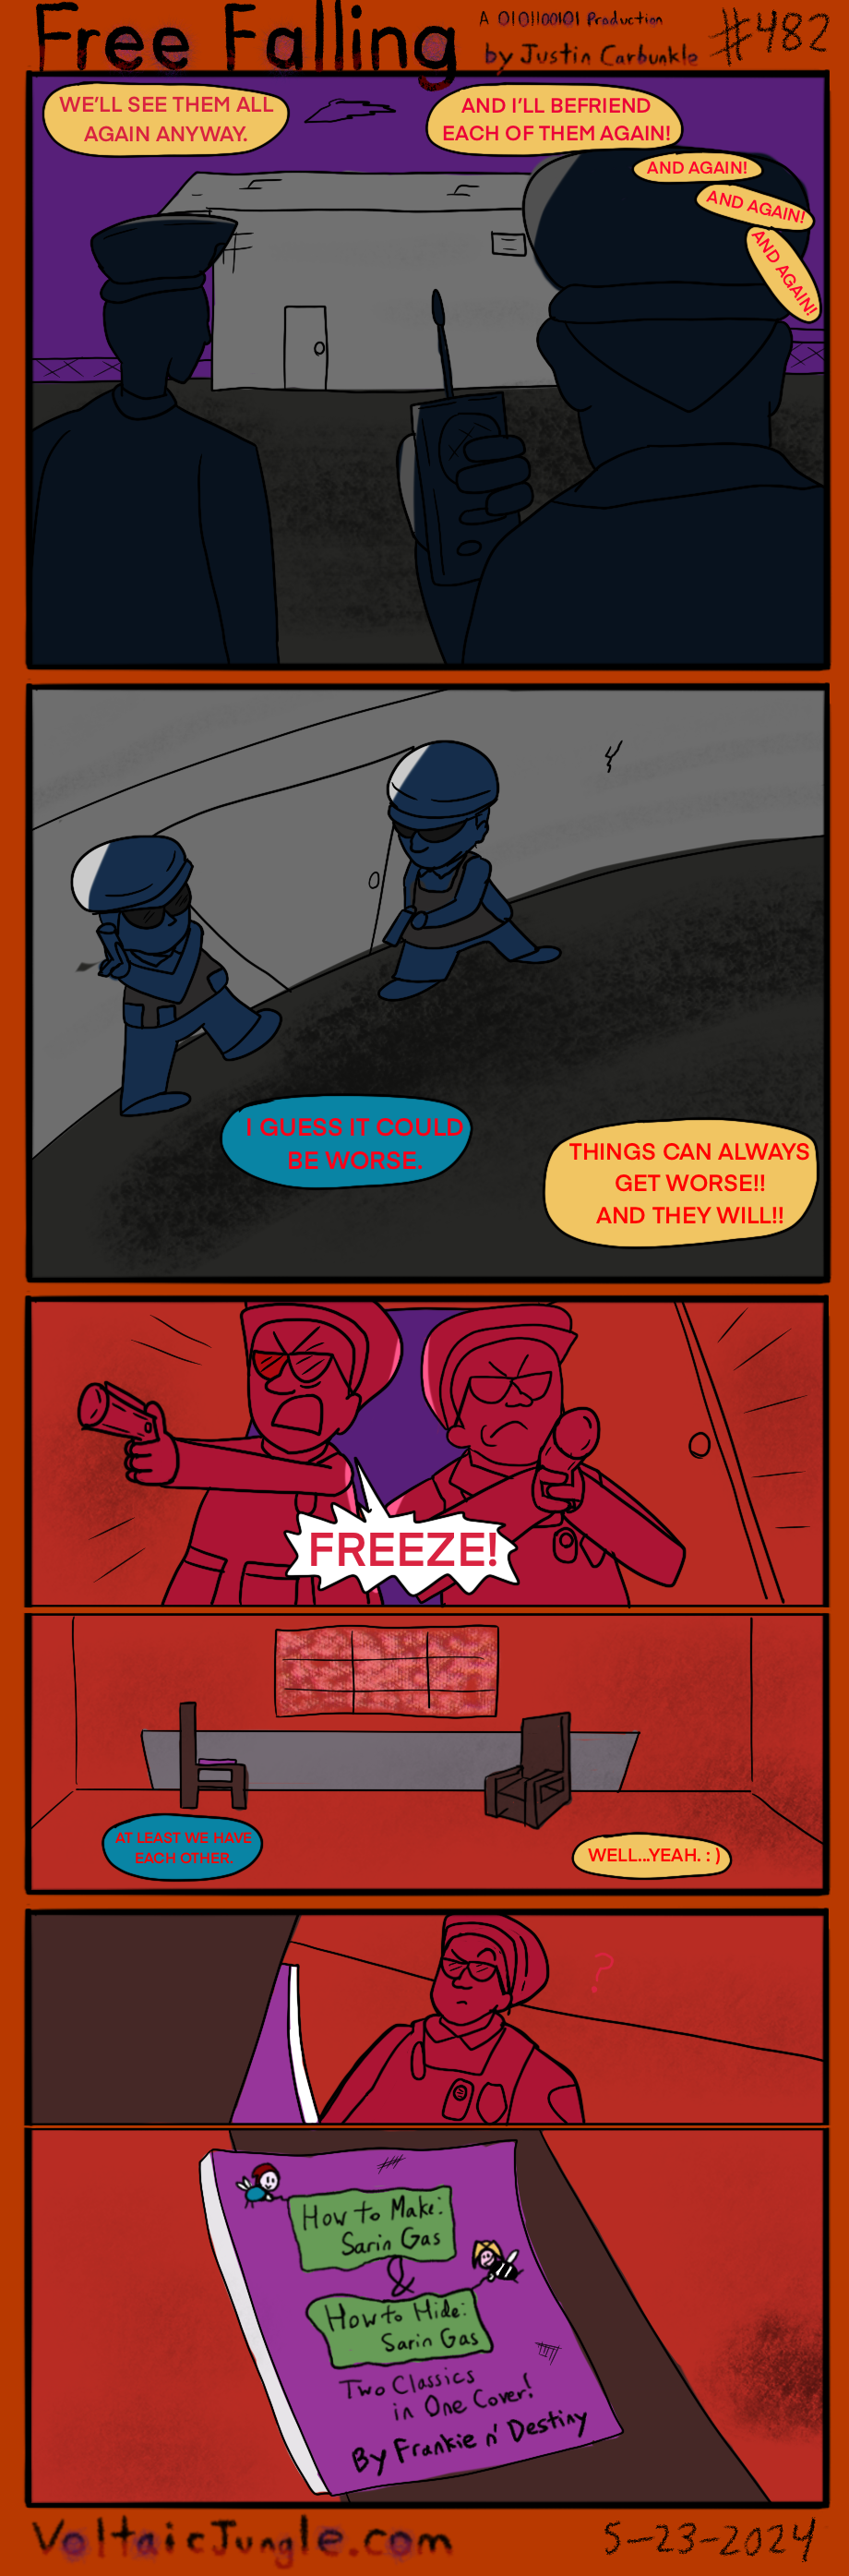 Free Falling
A 0101100101 Production
by Justin Carbunkle
#482
WE'LL SEE THEM ALL
AGAIN ANYWAY.
AND I'LL BEFRIEND
EACH OF THEM AGAIN!
AND AGAIN!
AND AGAIN!
AND AGAIN!
I GUESS IT COULD
BE WORSE.
THINGS CAN ALWAYS
GET WORSE!!
AND THEY WILL!!
FREEZE!
AT LEAST WE HAVE
EACH OTHER.
WELL...YEAH. : )
?
How to Make:
Sarin Gas
&
How to Hide:
Sarin Gas
Two Classics
in One Cover!
By Frankie n' Destiny
VoltaicJungle.com
5-23-2024